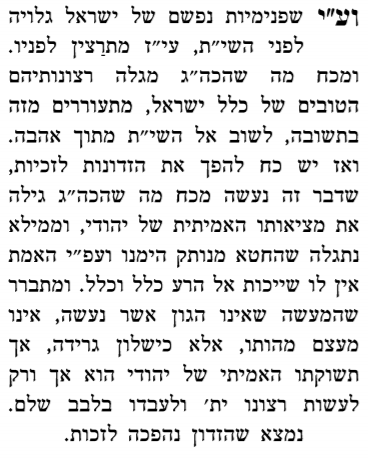 ועי״י שפנימיות נפשם של ישראל גלויה
לפני השי״ת, עי״ז מתרַצין לפניו.
ומכח מה שהכה״ג מגלה רצונותיהם
הטובים של כלל ישראל, מתעוררים מזה
בתשובה, לשוב אל השי״ת מתוך אהבה.
ואז יש כח להפך את הזדונות לזכיות,
שדבר זה נעשה מכח מה שהכה״ג גילה
את מציאותו האמיתית של יהודי, וממילא
נתגלה שהחטא מנותק הימנו ועפ״י האמת
אין לו שייכות אל הרע כלל וכלל. ומתברר
שהמעשה שאינו הגון אשר נעשה, אינו
מעצם מהותו, אלא כישלון גרידה, אך
תשוקתו האמיתי של יהודי הוא אך ורק
לעשות רצונו ית׳ ולעבדו בלבב שלם.
נמצא שהזדון נהפכה לזכות.